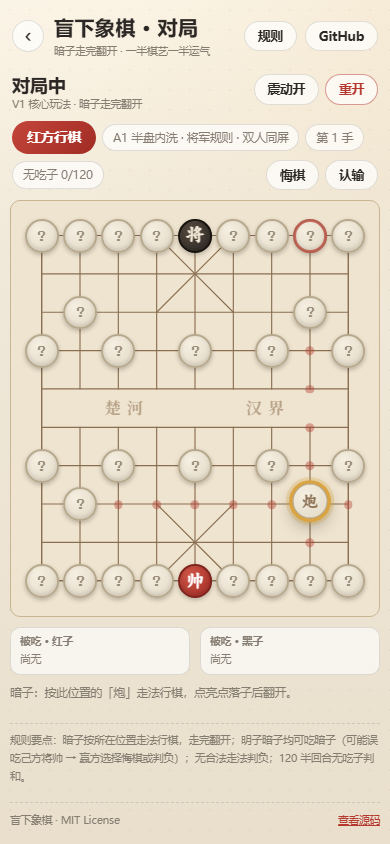 ‹ 盲下象棋 · 对局 规则 GitHub
暗子走完翻开 · 一半棋艺一半运气
对局中 震动开 重开
V1 核心玩法 · 暗子走完翻开
红方行棋 A1 半盘内洗 · 将军规则 · 双人同屏 第 1 手
无吃子 0/120 悔棋 认输
? ? ? ? 将 ? ? ? ?
? ?
? ? ? ? ?
楚河 汉界
? ? ? ? ?
? 炮
? ? ? ? 帅 ? ? ? ?
被吃 · 红子 被吃 · 黑子
尚无 尚无
暗子：按此位置的「炮」走法行棋，点亮点落子后翻开。
规则要点：暗子按所在位置走法行棋，走完翻开；明子暗子均可吃暗子（可能误
吃己方将帅 → 赢方选择悔棋或判负）；无合法走法判负；120 半回合无吃子判
和。
盲下象棋 · MIT License 查看源码